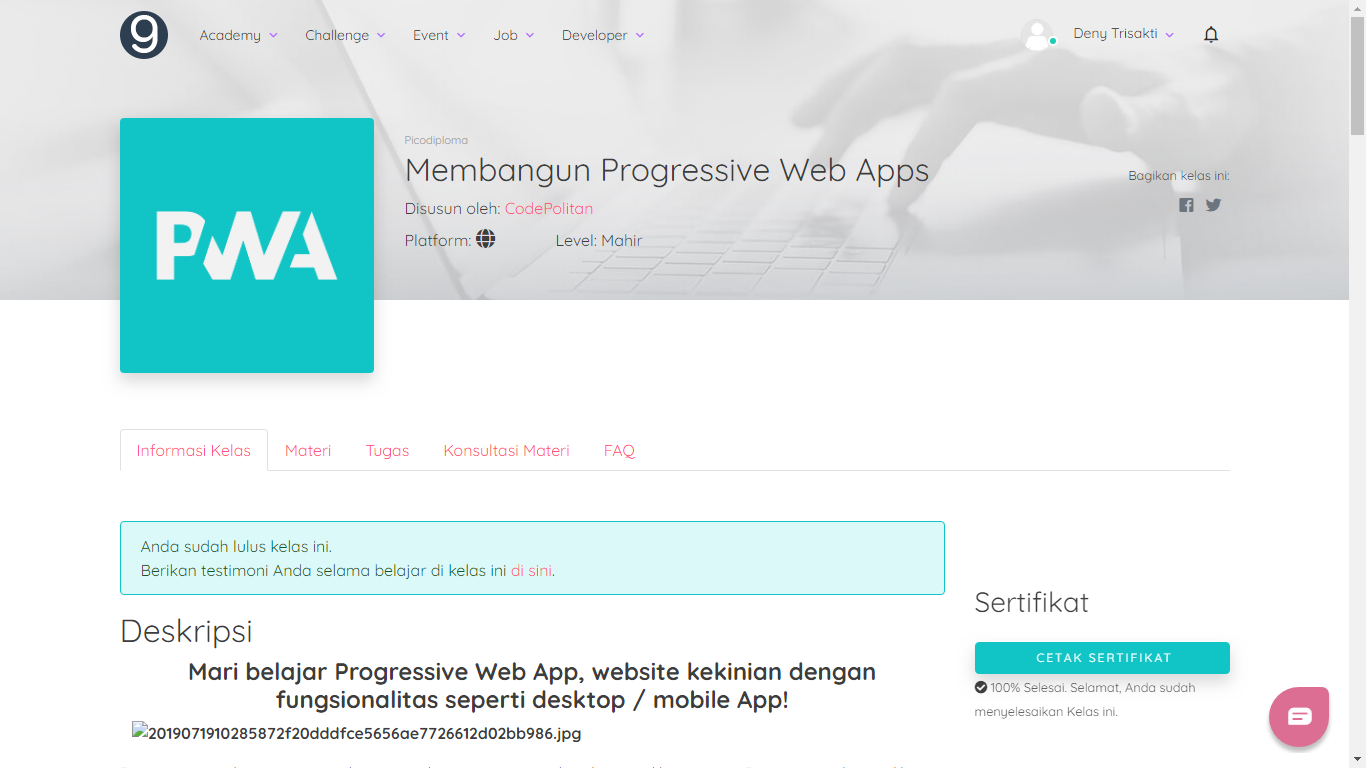 g Academy Challenge Event Job Developer Deny Trisakti
PWA
Picodiploma
Membangun Progressive Web Apps
Disusun oleh: CodePolitan
Platform: Level: Mahir
Bagikan kelas ini:
Informasi Kelas Materi Tugas Konsultasi Materi FAQ
Anda sudah lulus kelas ini.
Berikan testimoni Anda selama belajar di kelas ini di sini.
Deskripsi
Mari belajar Progressive Web App, website kekinian dengan
fungsionalitas seperti desktop / mobile App!
2019071910285872f20dddfce5656ae7726612d02bb986.jpg
Sertifikat
CETAK SERTIFIKAT
100% Selesai. Selamat, Anda sudah
menyelesaikan Kelas ini.